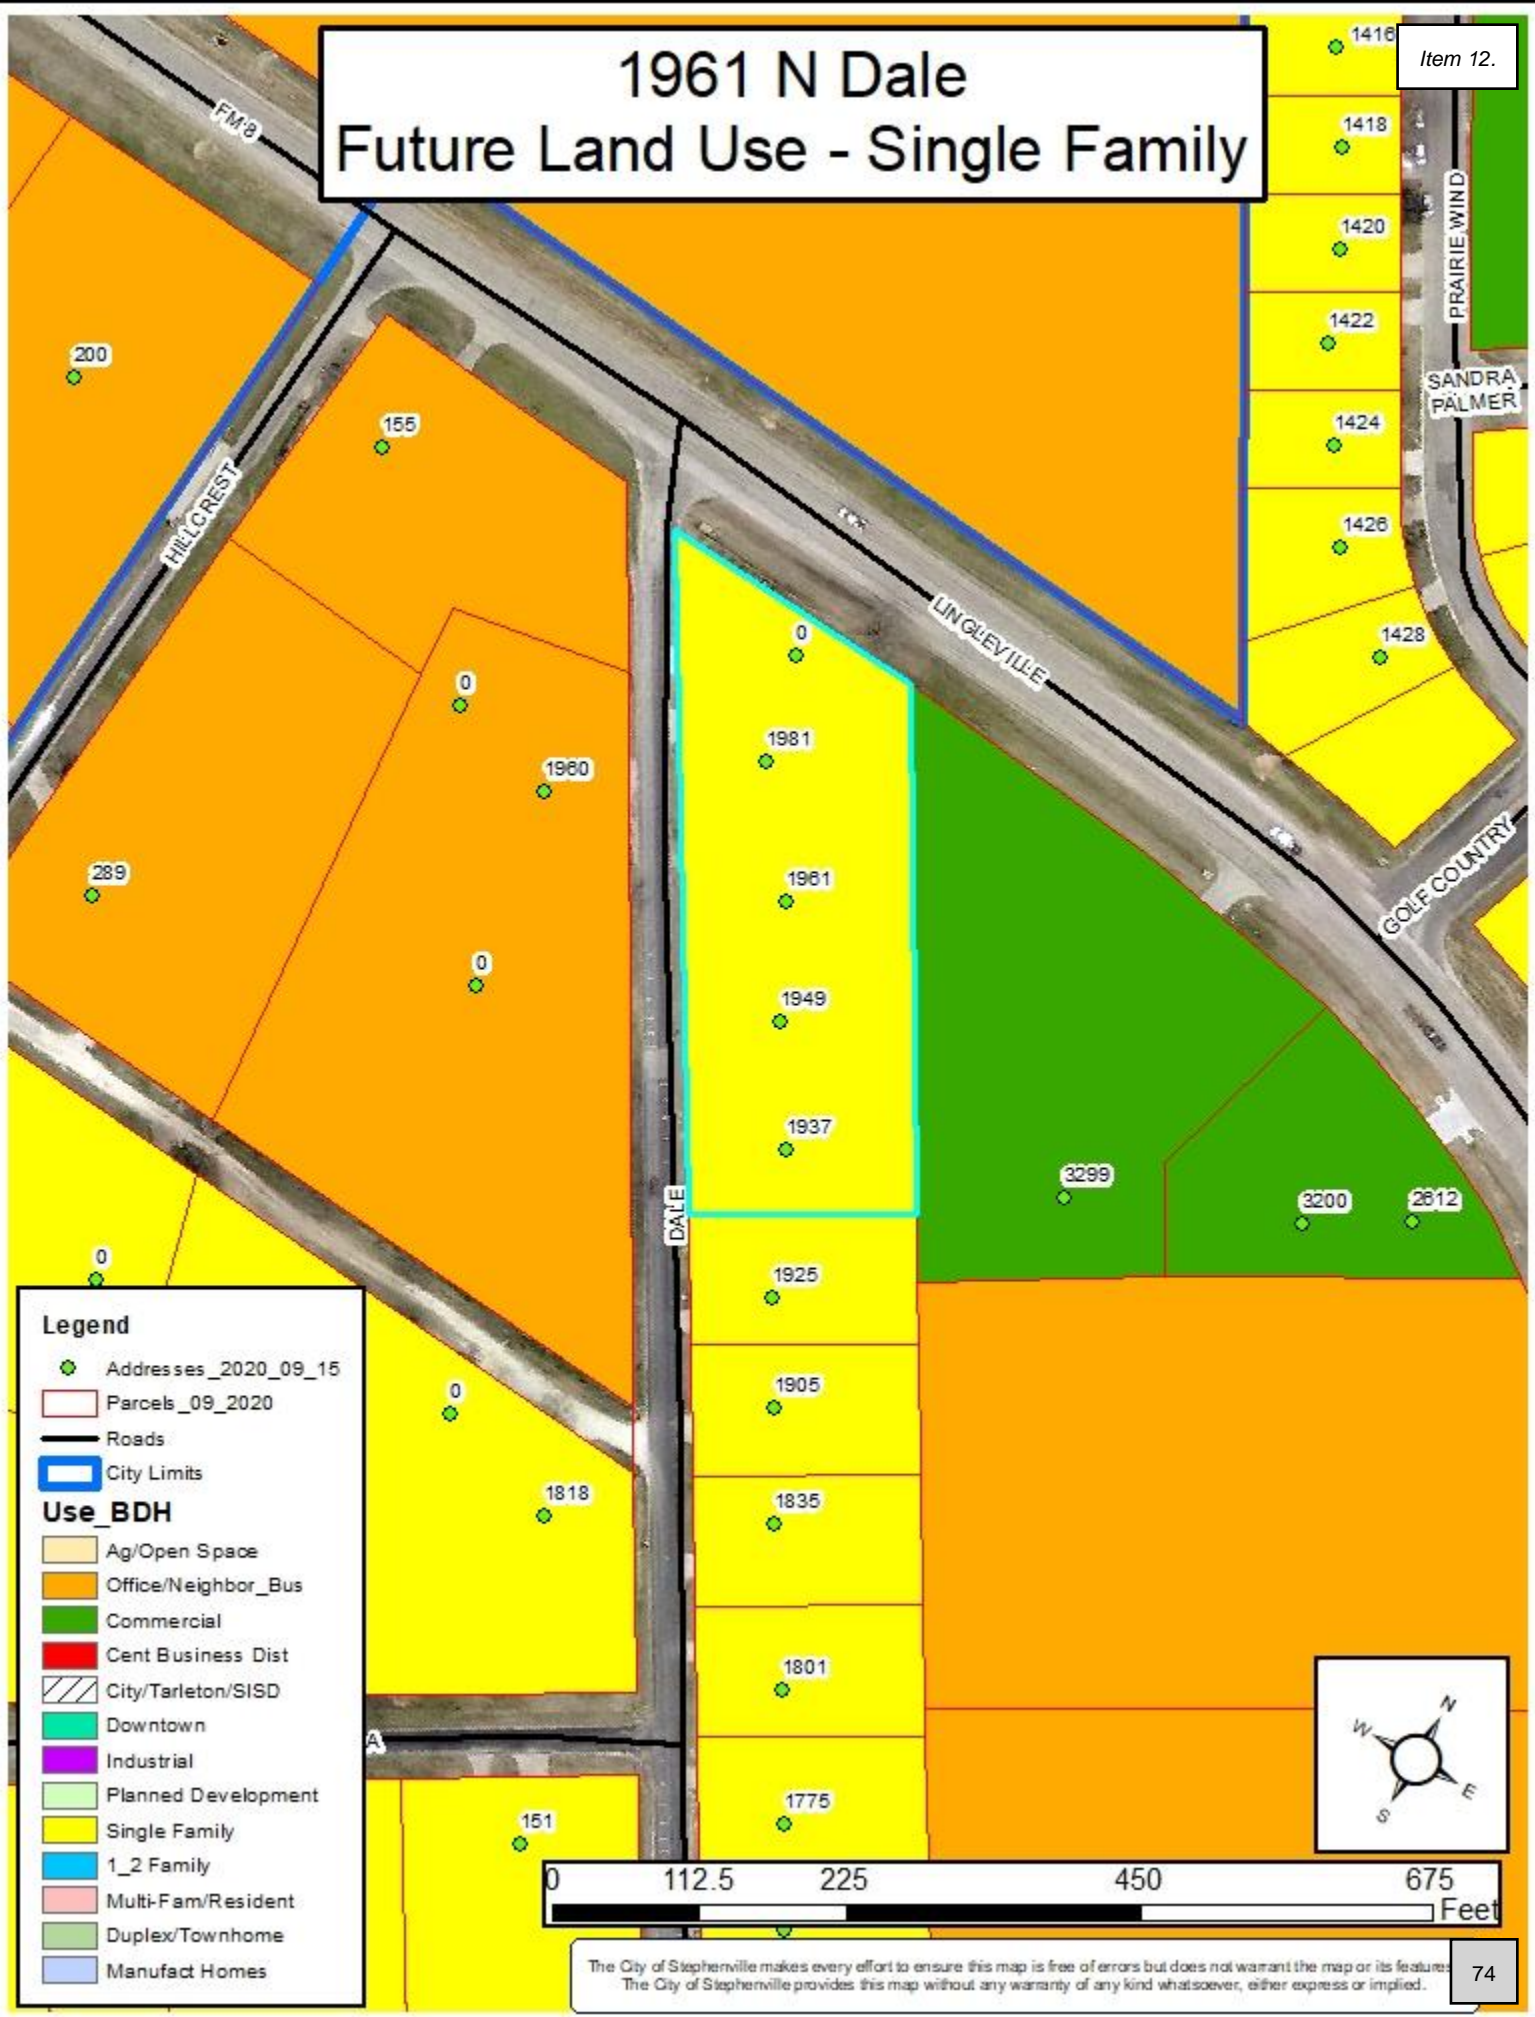 1961 N Dale
Future Land Use - Single Family
Item 12.
1416
1418
1420
1422
1424
1426
1428
PRAIRIE WIND
SANDRA
PALMER
FM 8
200
155
HILLCREST
LINGLEVILLE
GOLF COUNTRY
0
1981
1961
1949
1937
0
1960
289
0
DALE
3299
3200
2612
1925
1905
1835
1801
1775
0
0
1818
A
151
Legend
Addresses_2020_09_15
Parcels_09_2020
Roads
City Limits
Use_BDH
Ag/Open Space
Office/Neighbor_Bus
Commercial
Cent Business Dist
City/Tarleton/SISD
Downtown
Industrial
Planned Development
Single Family
1_2 Family
Multi-Fam/Resident
Duplex/Townhome
Manufact Homes
N
W
E
S
0 112.5 225 450 675
Feet
The City of Stephenville makes every effort to ensure this map is free of errors but does not warrant the map or its features
The City of Stephenville provides this map without any warranty of any kind whatsoever, either express or implied.
74